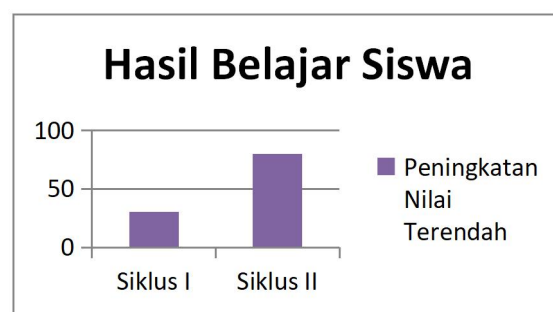 Hasil Belajar Siswa
100
50
0
Siklus I
Siklus II
Peningkatan
Nilai
Terendah